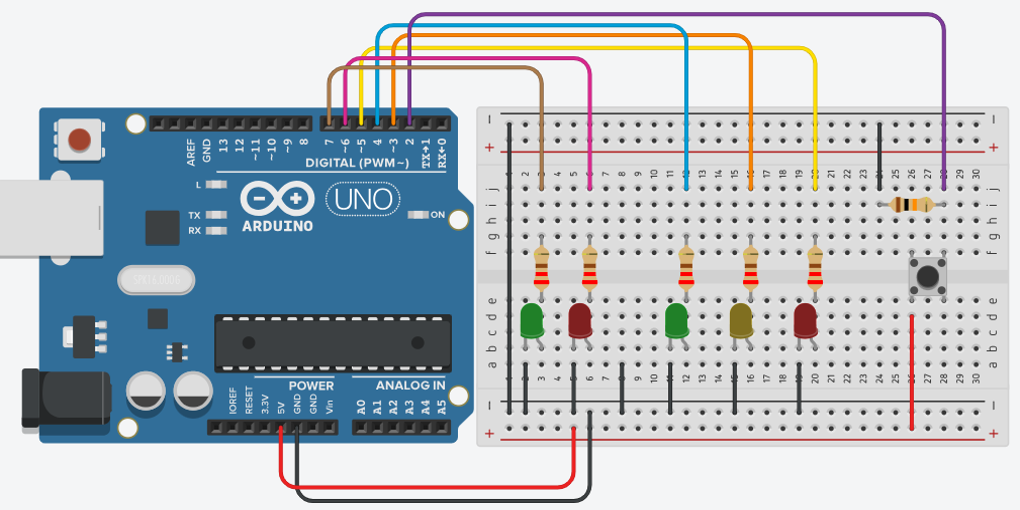 7 ~6 ~5 4 ~3 2 TX→1 RX←0
AREF GND 13 12 ~11 ~10 ~9 8
DIGITAL (PWM ~)
L
TX
RX
UNO
ON
ARDUINO
POWER
ANALOG IN
IOREF RESET 3.3V 5V GND GND Vin
A0 A1 A2 A3 A4 A5
- -
+ +
1 2 3 4 5 6 7 8 9 10 11 12 13 14 15 16 17 18 19 20 21 22 23 24 25 26 27 28 29 30
j j
i i
h h
g g
f f
e e
d d
c c
b b
a a
1 2 3 4 5 6 7 8 9 10 11 12 13 14 15 16 17 18 19 20 21 22 23 24 25 26 27 28 29 30
- -
+ +